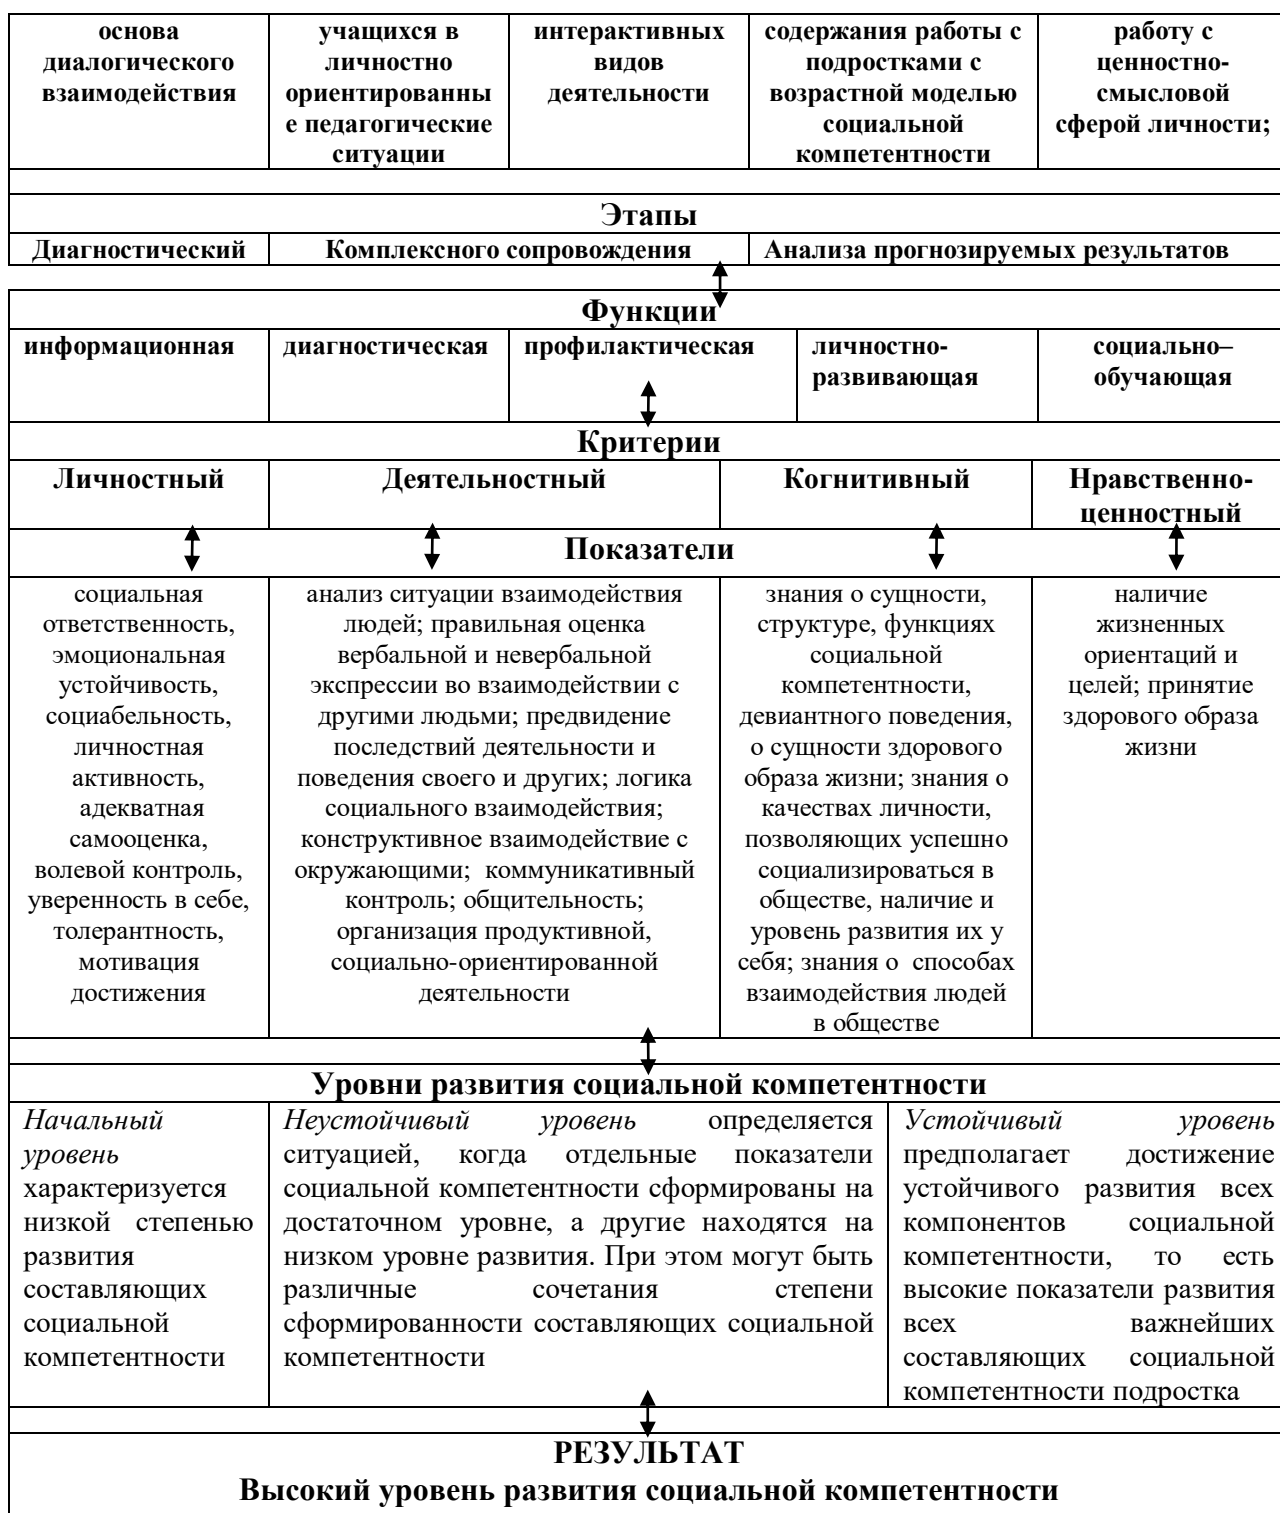 основа
диалогического
взаимодействия
учащихся в
личностно
ориентированны
е педагогические
ситуации
интерактивных
видов
деятельности
содержания работы с
подростками с
возрастной моделью
социальной
компетентности
работу с
ценностно-
смысловой
сферой личности;
Этапы
Диагностический
Комплексного сопровождения
Анализа прогнозируемых результатов
Функции
информационная
диагностическая
профилактическая
личностно-
развивающая
социально–
обучающая
Критерии
Личностный
Деятельностный
Когнитивный
Нравственно-
ценностный
Показатели
социальная
ответственность,
эмоциональная
устойчивость,
социабельность,
личностная
активность,
адекватная
самооценка,
волевой контроль,
уверенность в себе,
толерантность,
мотивация
достижения
анализ ситуации взаимодействия
людей; правильная оценка
вербальной и невербальной
экспрессии во взаимодействии с
другими людьми; предвидение
последствий деятельности и
поведения своего и других; логика
социального взаимодействия;
конструктивное взаимодействие с
окружающими; коммуникативный
контроль; общительность;
организация продуктивной,
социально-ориентированной
деятельности
знания о сущности,
структуре, функциях
социальной
компетентности,
девиантного поведения,
о сущности здорового
образа жизни; знания о
качествах личности,
позволяющих успешно
социализироваться в
обществе, наличие и
уровень развития их у
себя; знания о способах
взаимодействия людей
в обществе
наличие
жизненных
ориентаций и
целей; принятие
здорового образа
жизни
Уровни развития социальной компетентности
Начальный
уровень
характеризуется
низкой степенью
развития
составляющих
социальной
компетентности
Неустойчивый уровень определяется
ситуацией, когда отдельные показатели
социальной компетентности сформированы на
достаточном уровне, а другие находятся на
низком уровне развития. При этом могут быть
различные сочетания степени
сформированности составляющих социальной
компетентности
Устойчивый уровень
предполагает достижение
устойчивого развития всех
компонентов социальной
компетентности, то есть
высокие показатели развития
всех важнейших
составляющих социальной
компетентности подростка
РЕЗУЛЬТАТ
Высокий уровень развития социальной компетентности